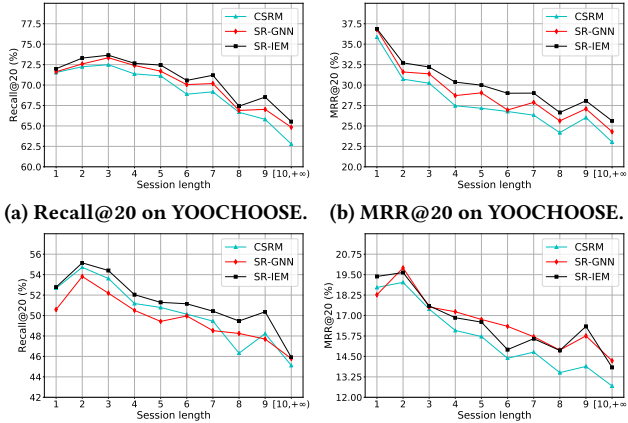 77.5
75.0
72.5
70.0
67.5
65.0
62.5
60.0
Recall@20 (%)
CSRM
SR-GNN
SR-IEM
1 2 3 4 5 6 7 8 9 [10,+∞)
Session length
(a) Recall@20 on YOOCHOOSE.
37.5
35.0
32.5
30.0
27.5
25.0
22.5
20.0
MRR@20 (%)
CSRM
SR-GNN
SR-IEM
1 2 3 4 5 6 7 8 9 [10,+∞)
Session length
(b) MRR@20 on YOOCHOOSE.
56
54
52
50
48
46
44
42
Recall@20 (%)
CSRM
SR-GNN
SR-IEM
1 2 3 4 5 6 7 8 9 [10,+∞)
Session length
20.75
19.50
18.25
17.00
15.75
14.50
13.25
12.00
MRR@20 (%)
CSRM
SR-GNN
SR-IEM
1 2 3 4 5 6 7 8 9 [10,+∞)
Session length